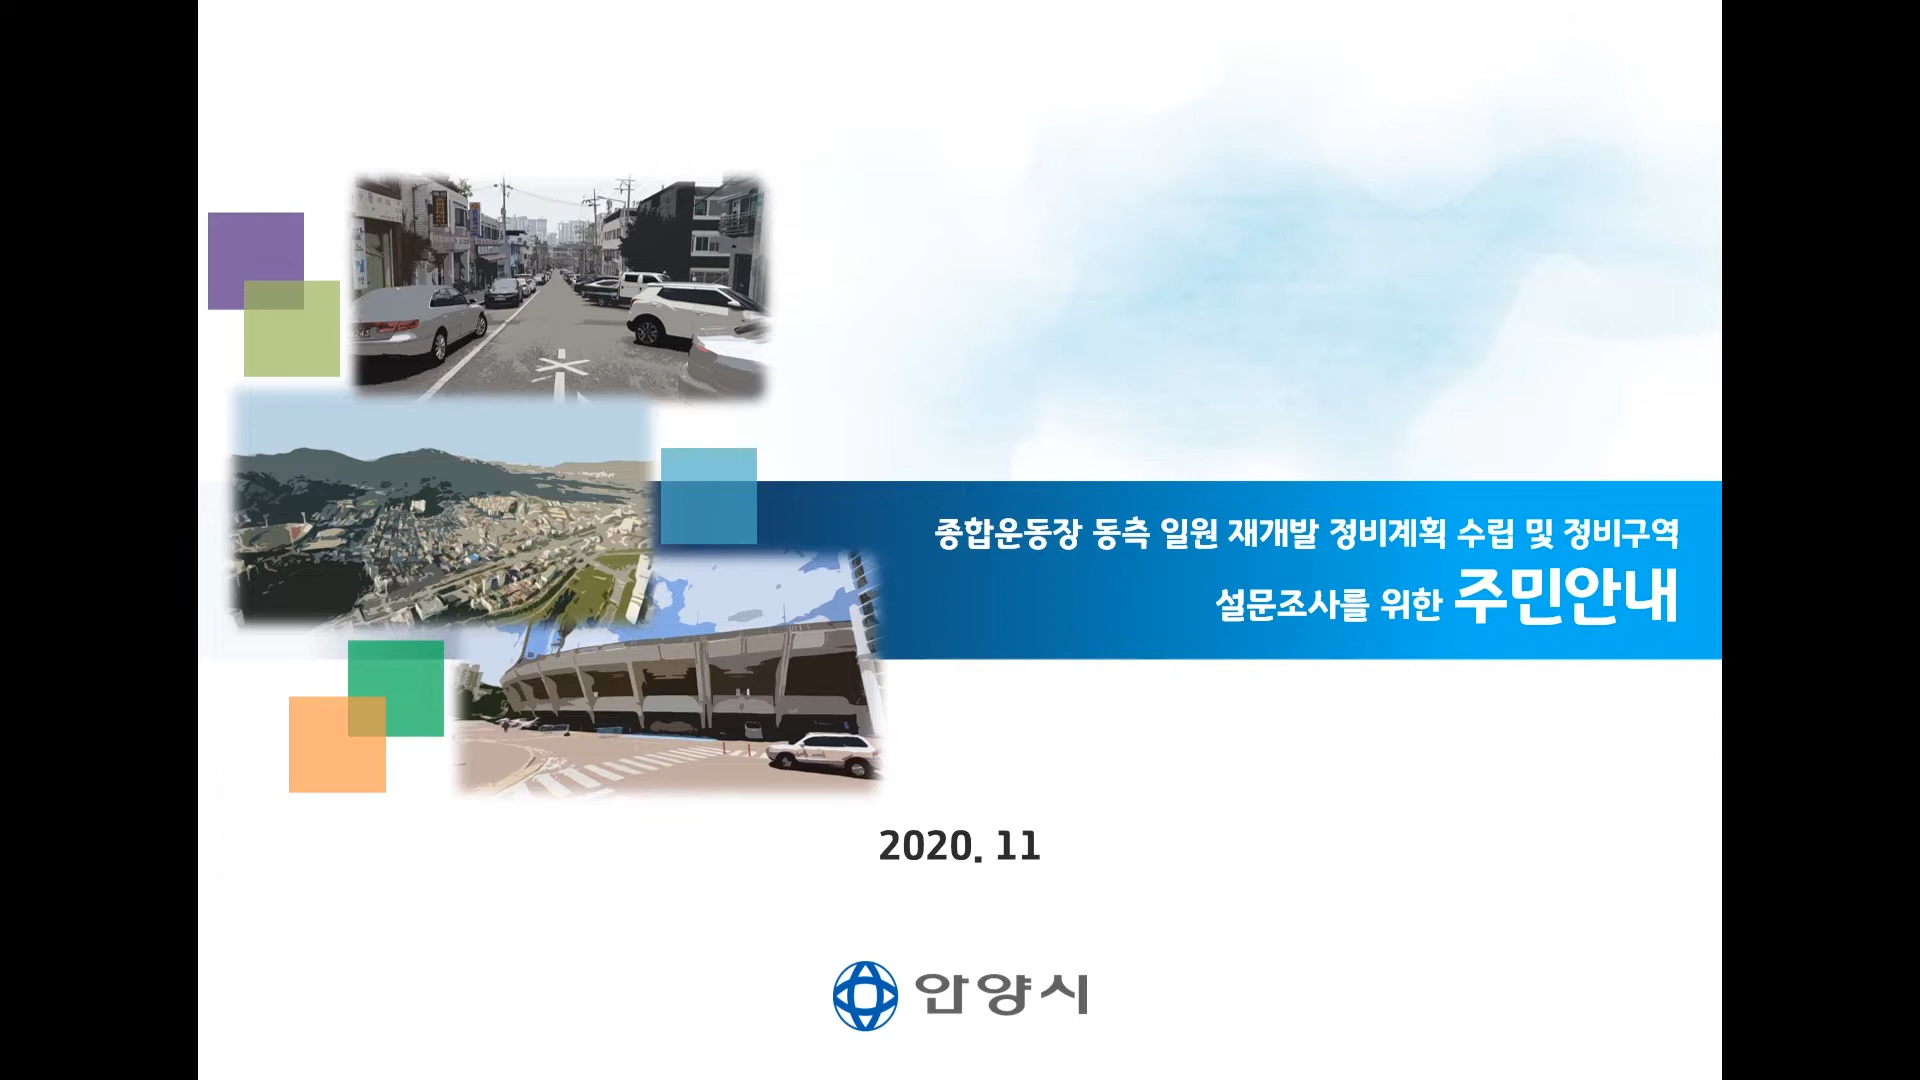 종합운동장 동측 일원 재개발 정비계획 수립 및 정비구역
설문조사를 위한 주민안내
2020. 11
안양시